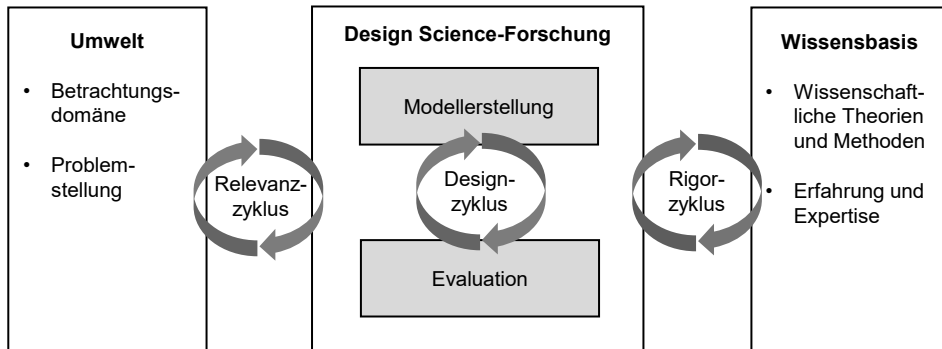 Umwelt
• Betrachtungs-
domäne
• Problem-
stellung
Relevanz-
zyklus
Design Science-Forschung
Modellerstellung
Design-
zyklus
Evaluation
Rigor-
zyklus
Wissensbasis
• Wissenschaft-
liche Theorien
und Methoden
• Erfahrung und
Expertise